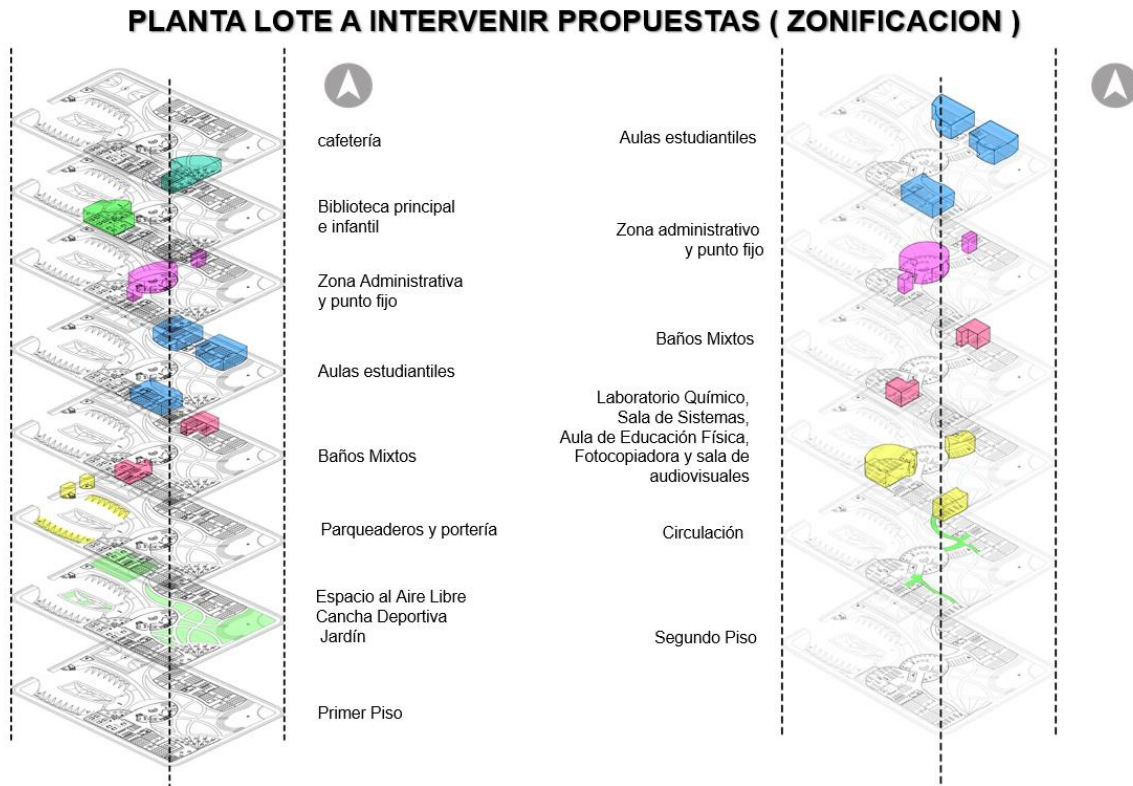 PLANTA LOTE A INTERVENIR PROPUESTAS ( ZONIFICACION )
cafetería
Biblioteca principal
e infantil
Zona Administrativa
y punto fijo
Aulas estudiantiles
Baños Mixtos
Parqueaderos y portería
Espacio al Aire Libre
Cancha Deportiva
Jardín
Primer Piso
Aulas estudiantiles
Zona administrativo
y punto fijo
Baños Mixtos
Laboratorio Químico,
Sala de Sistemas,
Aula de Educación Física,
Fotocopiadora y sala de
audiovisuales
Circulación
Segundo Piso